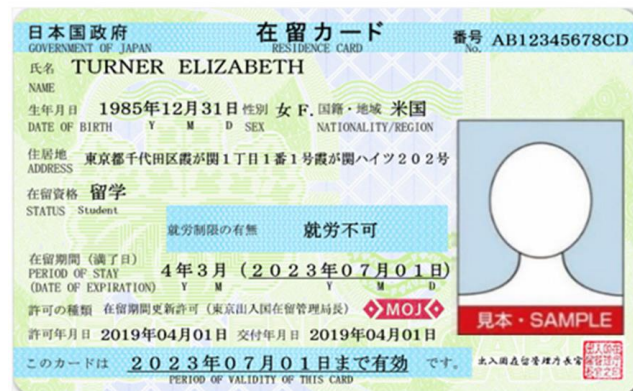 日本国政府 在留カード 番号 AB12345678CD
GOVERNMENT OF JAPAN RESIDENCE CARD No.
氏名 TURNER ELIZABETH
NAME
生年月日 1985年12月31日 性別 女 F. 国籍・地域 米国
DATE OF BIRTH Y M D SEX NATIONALITY/REGION
住居地 東京都千代田区霞が関1丁目1番1号霞が関ハイツ202号
ADDRESS
在留資格 留学
STATUS Student
就労制限の有無 就労不可
在留期間(満了日) 4年3月(2023年07月01日)
PERIOD OF STAY
(DATE OF EXPIRATION) Y M Y M D
許可の種類 在留期間更新許可(東京出入国在留管理局長) MOJ
見本・SAMPLE
許可年月日 2019年04月01日 交付年月日 2019年04月01日
このカードは 2023年07月01日まで有効 です。
PERIOD OF VALIDITY OF THIS CARD
出入国在留管理庁長官